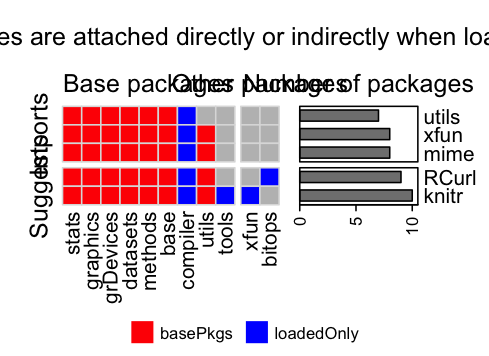 es are attached directly or indirectly when loa
Base packages Other packages Number of packages
Imports
Suggests
utils
xfun
mime
RCurl
knitr
0 5 10
stats
graphics
grDevices
datasets
methods
base
compiler
utils
tools
xfun
bitops
basePkgs loadedOnly